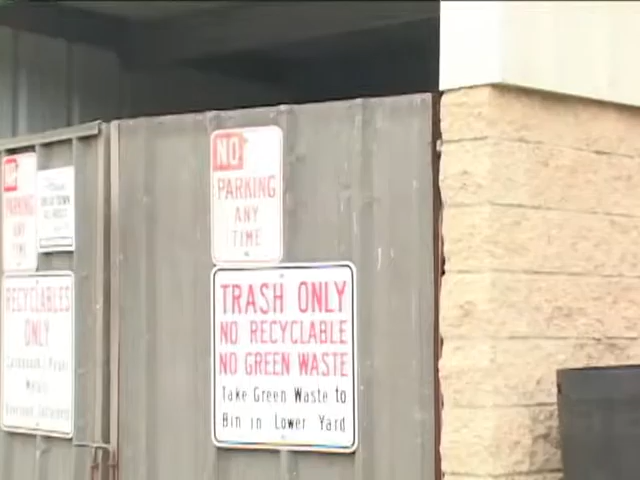 NO
PARKING
ANY
TIME
RECYCLABLES
ONLY
NO
PARKING
ANY
TIME
TRASH ONLY
NO RECYCLABLE
NO GREEN WASTE
Take Green Waste to
Bin in Lower Yard